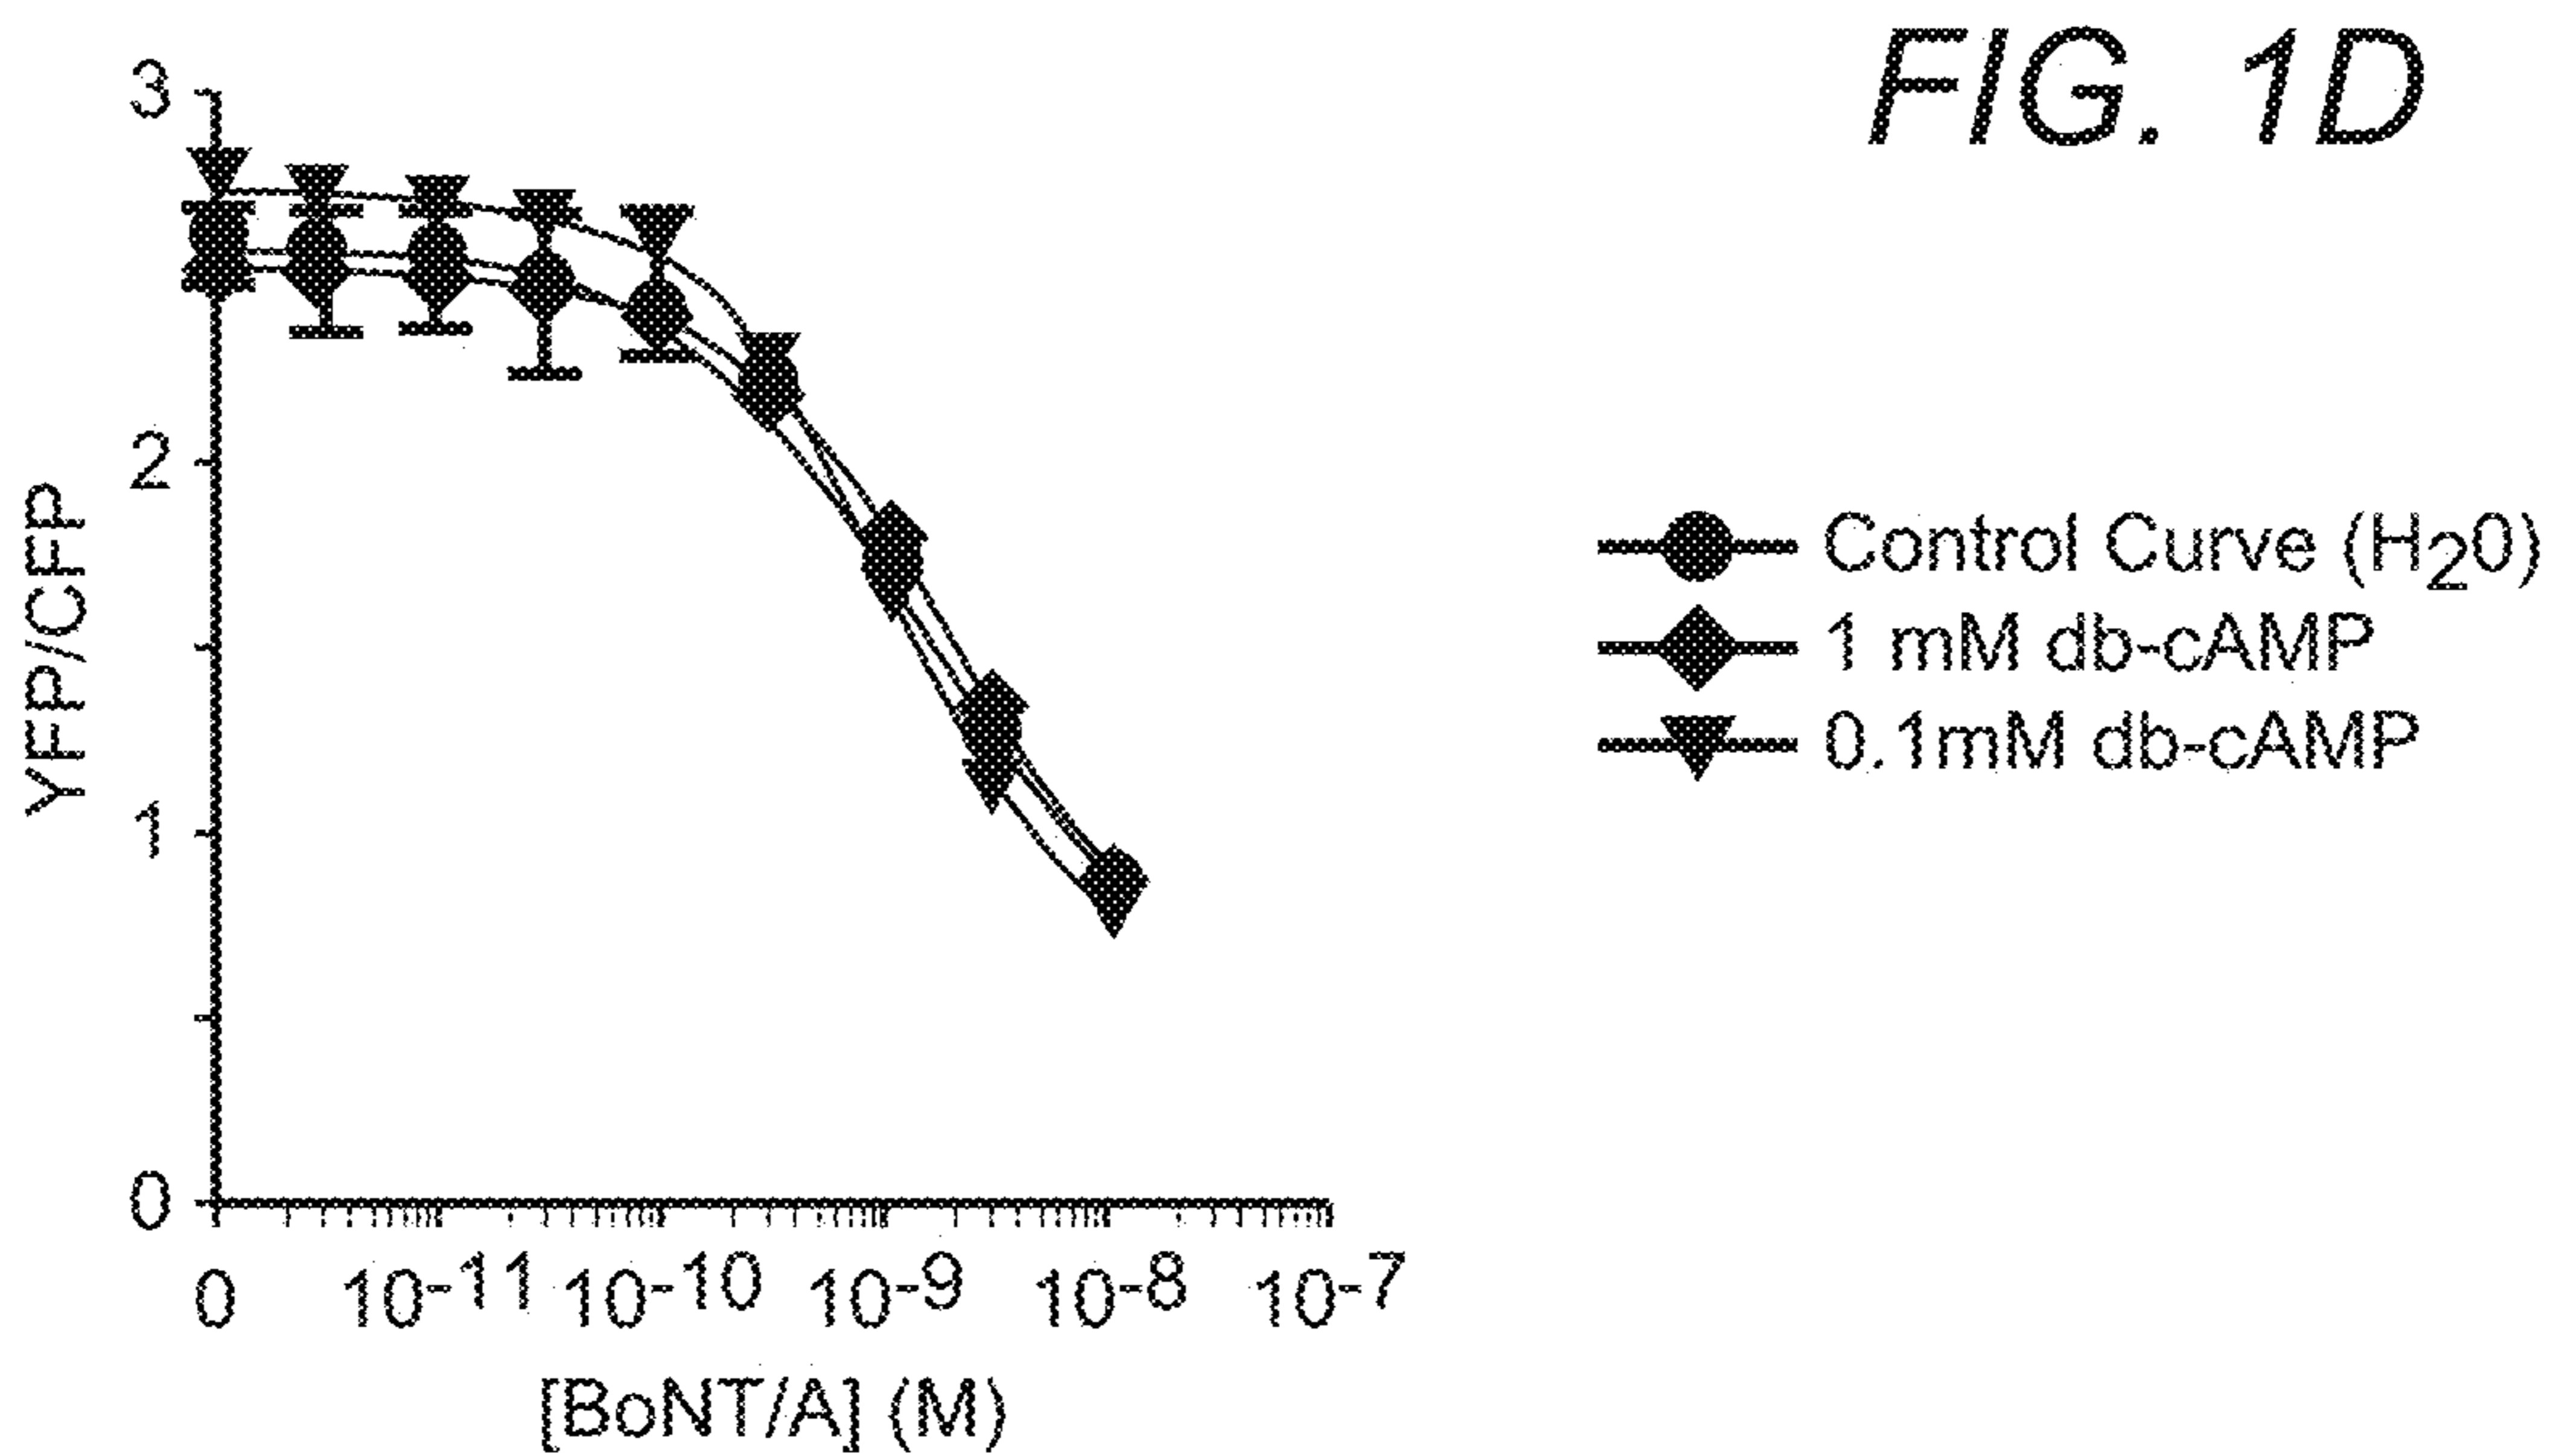 FIG. 1D
3
2
1
0
YFP/CFP
0 10-11 10-10 10-9 10-8 10-7
[BoNT/A] (M)
Control Curve (H20)
1 mM db-cAMP
0.1mM db-cAMP